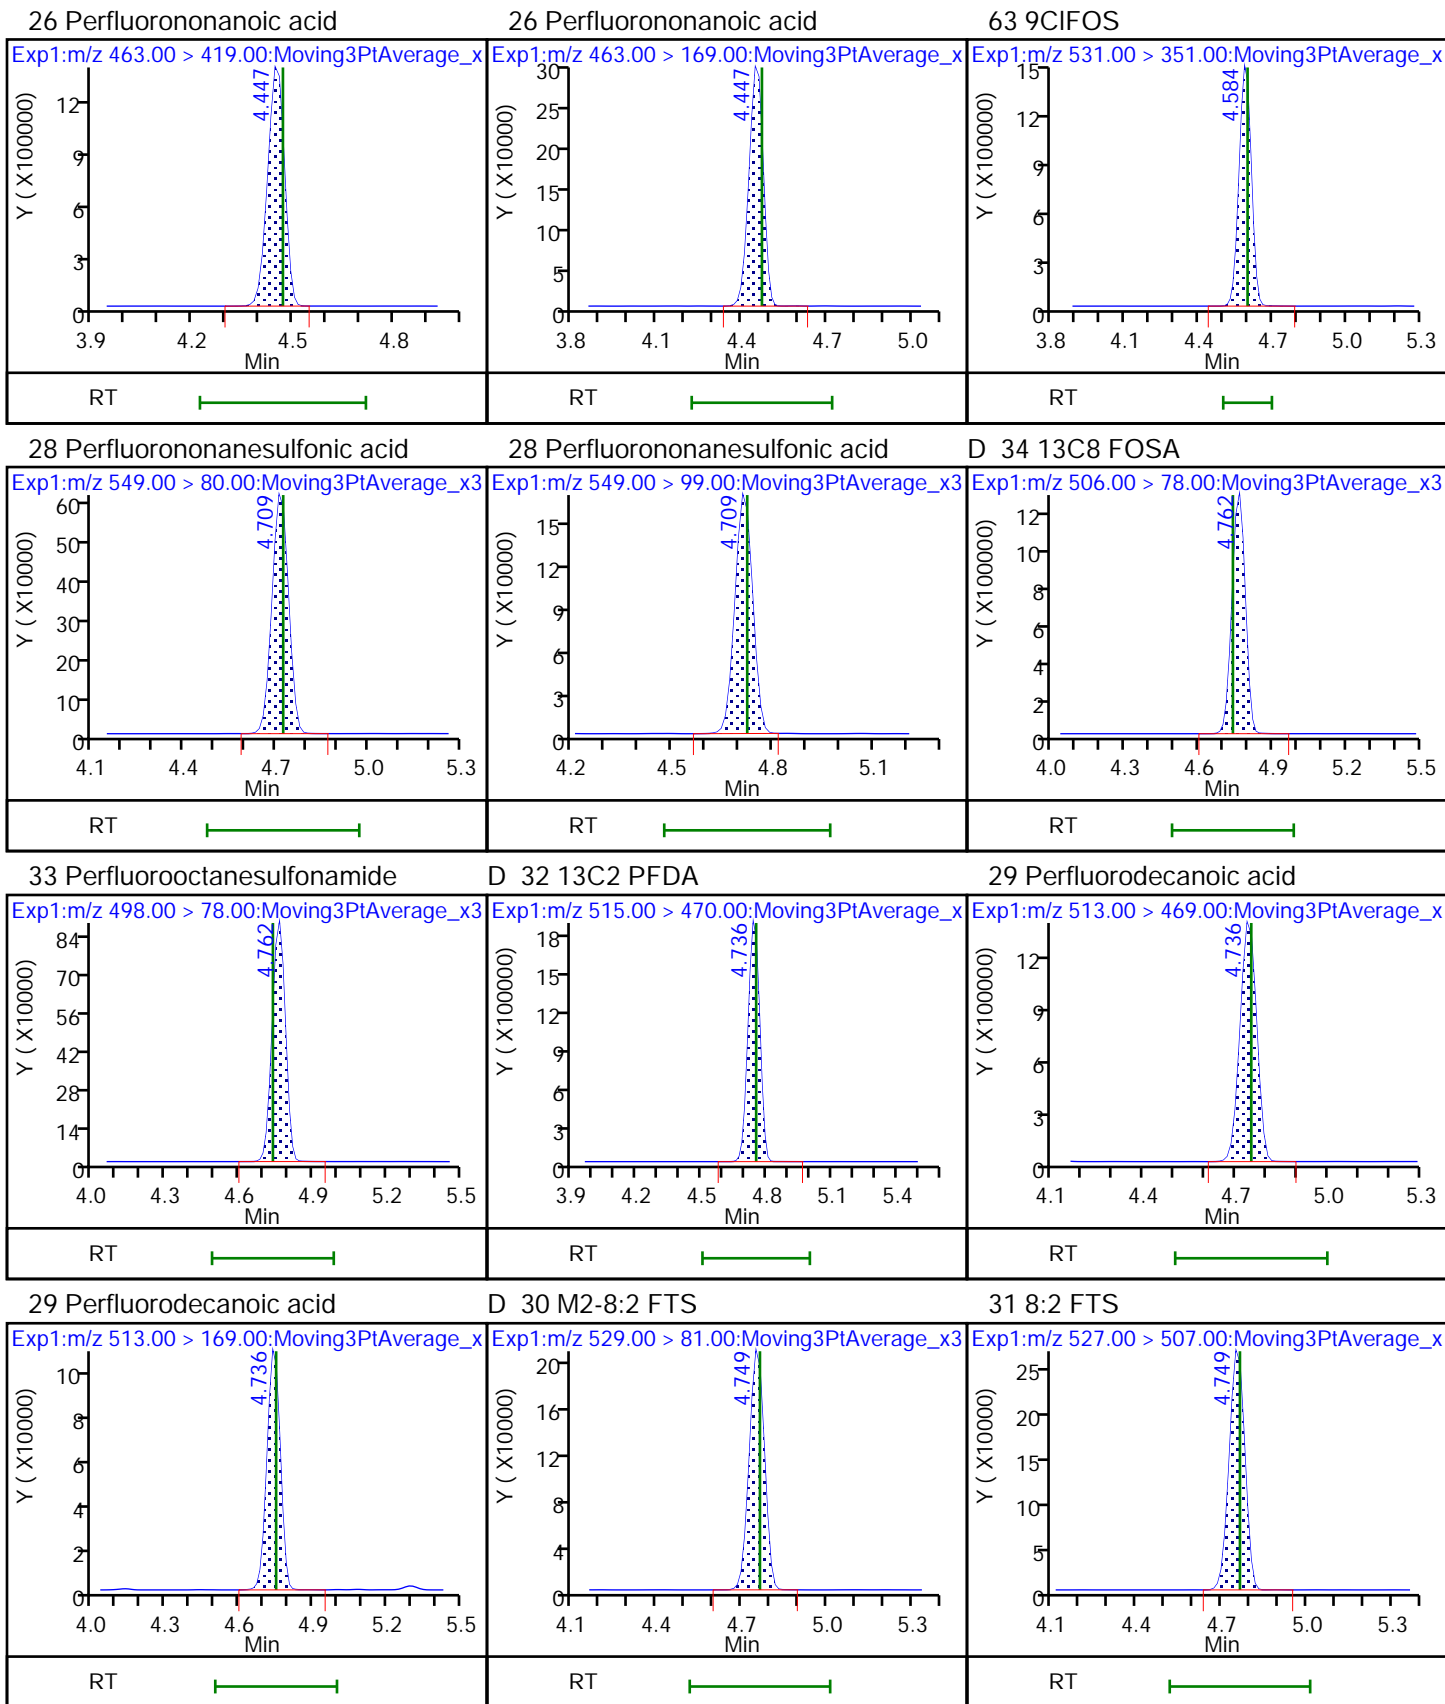 26 Perfluorononanoic acid
Exp1:m/z 463.00 > 419.00:Moving3PtAverage_x
Y ( X100000)
12
9
6
3
0
4.447
3.9 4.2 4.5 4.8
Min
RT
26 Perfluorononanoic acid
Exp1:m/z 463.00 > 169.00:Moving3PtAverage_x
Y ( X10000)
30
25
20
15
10
5
0
4.447
3.8 4.1 4.4 4.7 5.0
Min
RT
63 9ClFOS
Exp1:m/z 531.00 > 351.00:Moving3PtAverage_x
Y ( X100000)
15
12
9
6
3
0
4.584
3.8 4.1 4.4 4.7 5.0 5.3
Min
RT
28 Perfluorononanesulfonic acid
Exp1:m/z 549.00 > 80.00:Moving3PtAverage_x3
Y ( X10000)
60
50
40
30
20
10
0
4.709
4.1 4.4 4.7 5.0 5.3
Min
RT
28 Perfluorononanesulfonic acid
Exp1:m/z 549.00 > 99.00:Moving3PtAverage_x3
Y ( X10000)
15
12
9
6
3
0
4.709
4.2 4.5 4.8 5.1
Min
RT
D 34 13C8 FOSA
Exp1:m/z 506.00 > 78.00:Moving3PtAverage_x3
Y ( X100000)
12
10
8
6
4
2
0
4.762
4.0 4.3 4.6 4.9 5.2 5.5
Min
RT
33 Perfluorooctanesulfonamide
Exp1:m/z 498.00 > 78.00:Moving3PtAverage_x3
Y ( X10000)
84
70
56
42
28
14
0
4.762
4.0 4.3 4.6 4.9 5.2 5.5
Min
RT
D 32 13C2 PFDA
Exp1:m/z 515.00 > 470.00:Moving3PtAverage_x
Y ( X100000)
18
15
12
9
6
3
0
4.736
3.9 4.2 4.5 4.8 5.1 5.4
Min
RT
29 Perfluorodecanoic acid
Exp1:m/z 513.00 > 469.00:Moving3PtAverage_x
Y ( X100000)
12
9
6
3
0
4.736
4.1 4.4 4.7 5.0 5.3
Min
RT
29 Perfluorodecanoic acid
Exp1:m/z 513.00 > 169.00:Moving3PtAverage_x
Y ( X10000)
10
8
6
4
2
0
4.736
4.0 4.3 4.6 4.9 5.2 5.5
Min
RT
D 30 M2-8:2 FTS
Exp1:m/z 529.00 > 81.00:Moving3PtAverage_x3
Y ( X10000)
20
16
12
8
4
0
4.749
4.1 4.4 4.7 5.0 5.3
Min
RT
31 8:2 FTS
Exp1:m/z 527.00 > 507.00:Moving3PtAverage_x
Y ( X10000)
25
20
15
10
5
0
4.749
4.1 4.4 4.7 5.0 5.3
Min
RT